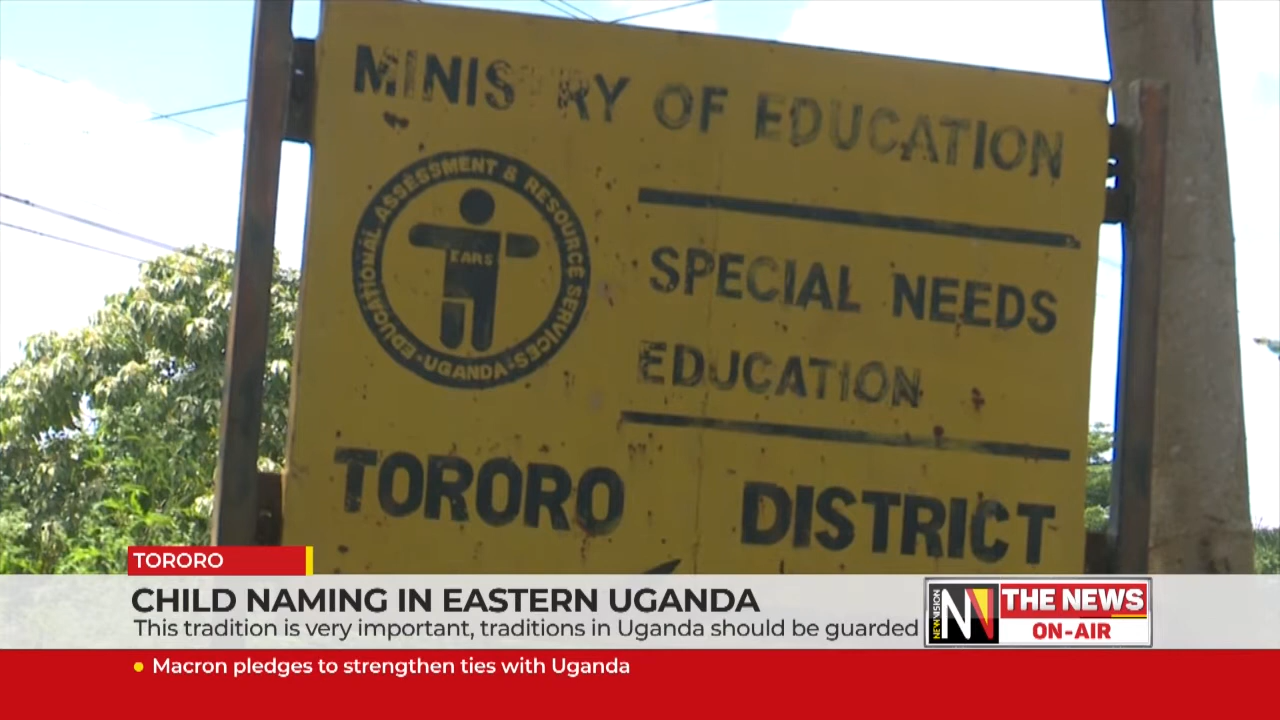 MINIS RY OF EDUCATION
EDUCATIONAL ASSESSMENT & RESOURCE SERVICES
UGANDA
EARS
SPECIAL NEEDS
EDUCATION
TORORO DISTRICT
TORORO
CHILD NAMING IN EASTERN UGANDA
This tradition is very important, traditions in Uganda should be guarded
NEW VISION
N
THE NEWS
ON-AIR
Macron pledges to strengthen ties with Uganda